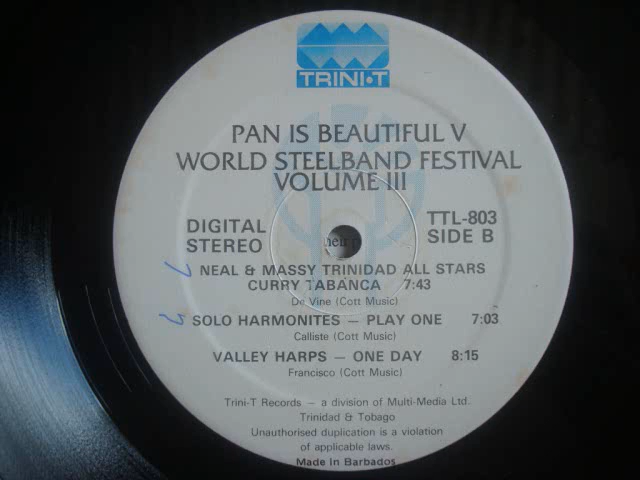 TRINI•T
PAN IS BEAUTIFUL V
WORLD STEELBAND FESTIVAL
VOLUME III
DIGITAL
STEREO
TTL-803
SIDE B
NEAL & MASSY TRINIDAD ALL STARS
CURRY TABANCA 7:43
De Vine (Cott Music)
SOLO HARMONITES – PLAY ONE 7:03
Calliste (Cott Music)
VALLEY HARPS – ONE DAY 8:15
Francisco (Cott Music)
Trini-T Records – a division of Multi-Media Ltd.
Trinidad & Tobago
Unauthorised duplication is a violation
of applicable laws.
Made in Barbados